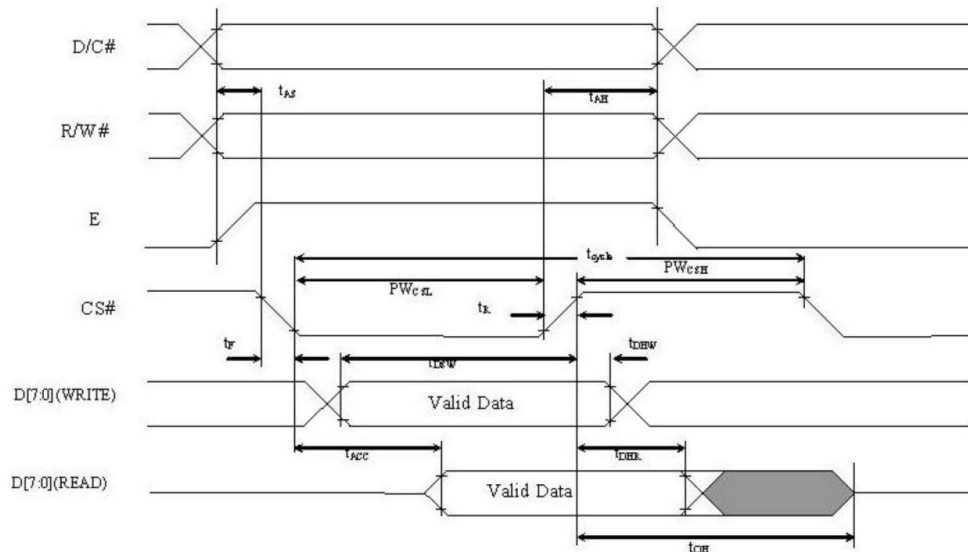 D/C#
tAS
tAH
R/W#
E
tcycle
PWCSL
PWCSH
CS#
tR
tF
tDSW
tDHW
D[7:0](WRITE)
Valid Data
tACC
tDHR
D[7:0](READ)
Valid Data
tOH